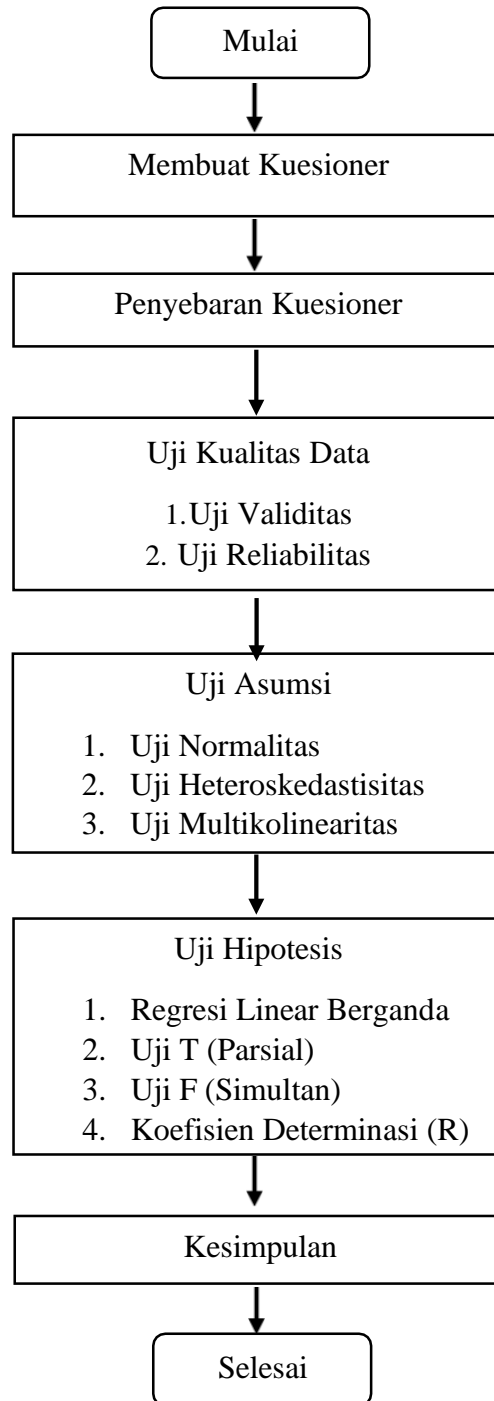 Mulai
Membuat Kuesioner
Penyebaran Kuesioner
Uji Kualitas Data
1.Uji Validitas
2. Uji Reliabilitas
Uji Asumsi
1. Uji Normalitas
2. Uji Heteroskedastisitas
3. Uji Multikolinearitas
Uji Hipotesis
1. Regresi Linear Berganda
2. Uji T (Parsial)
3. Uji F (Simultan)
4. Koefisien Determinasi (R)
Kesimpulan
Selesai